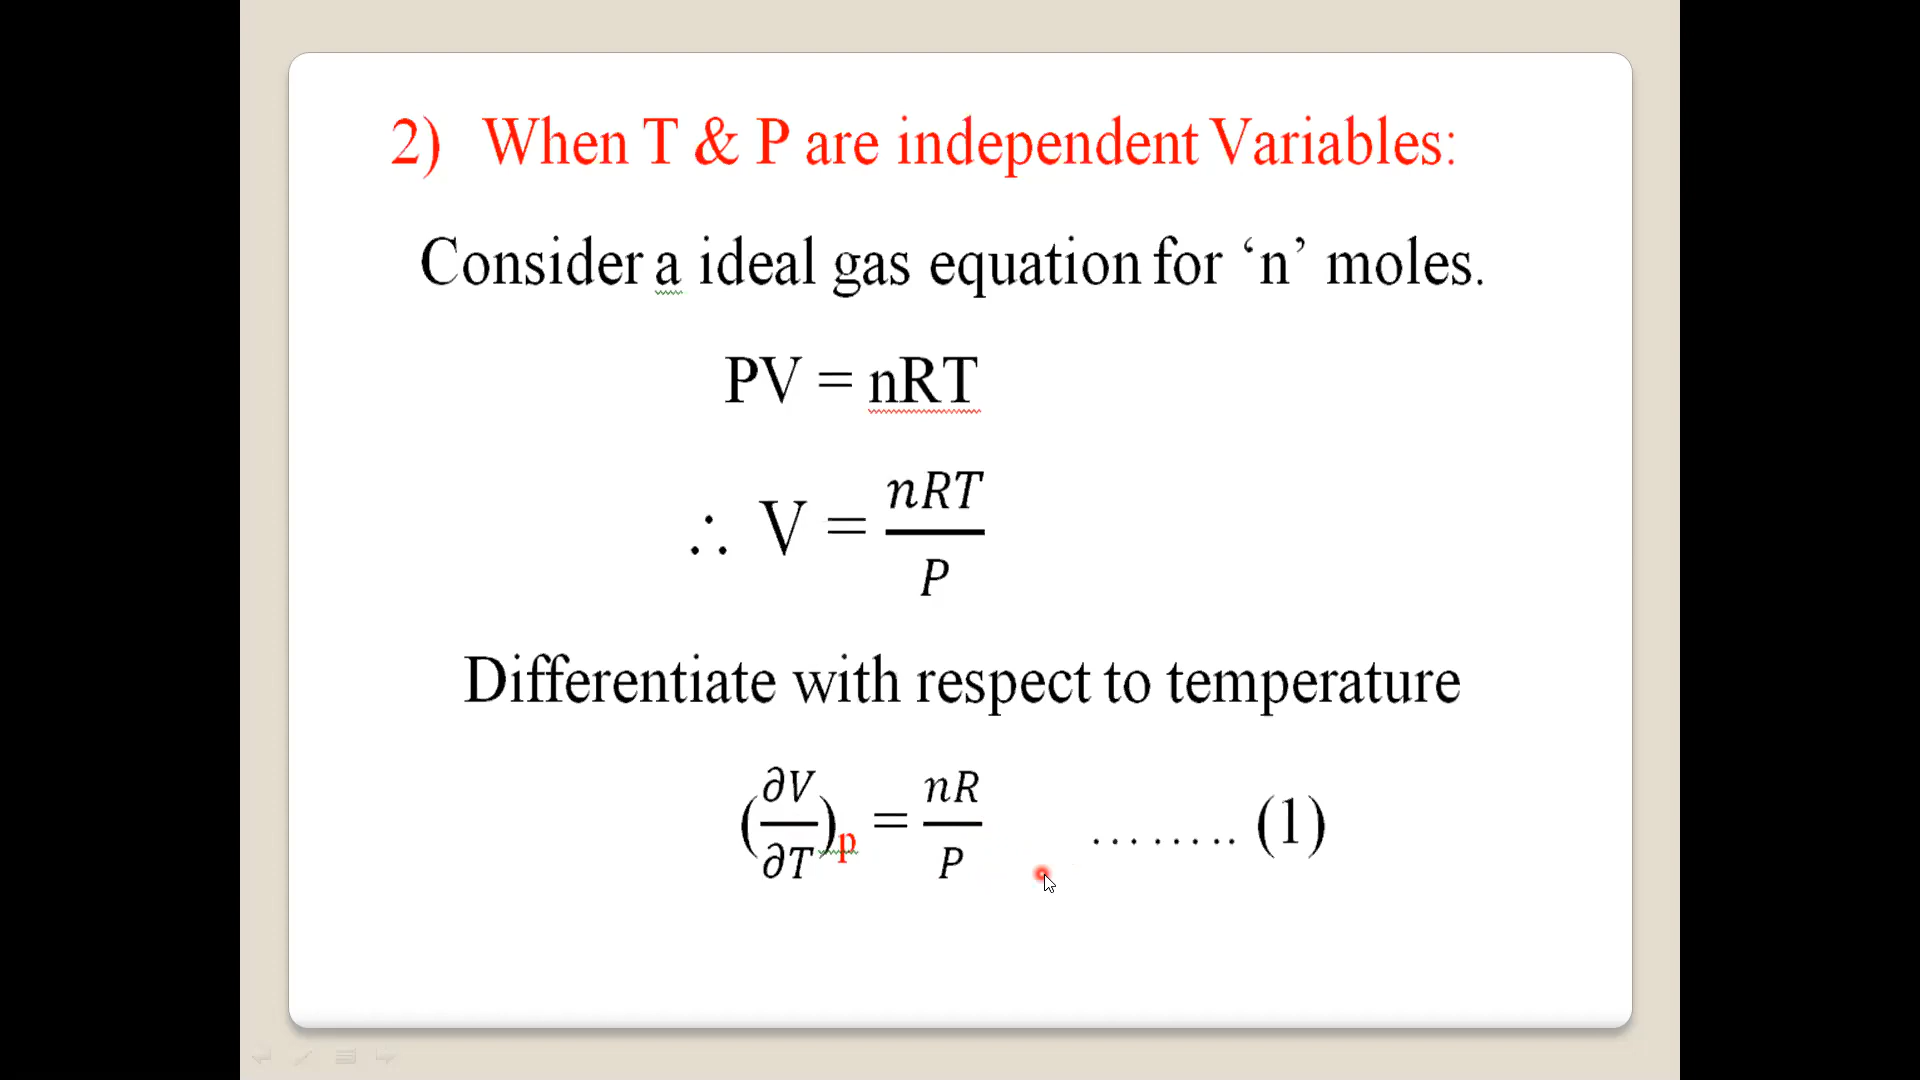 2) When T & P are independent Variables:
Consider a ideal gas equation for ‘n’ moles.
PV = nRT
∴ V = nRT/P
Differentiate with respect to temperature
(∂V/∂T)p = nR/P ........ (1)